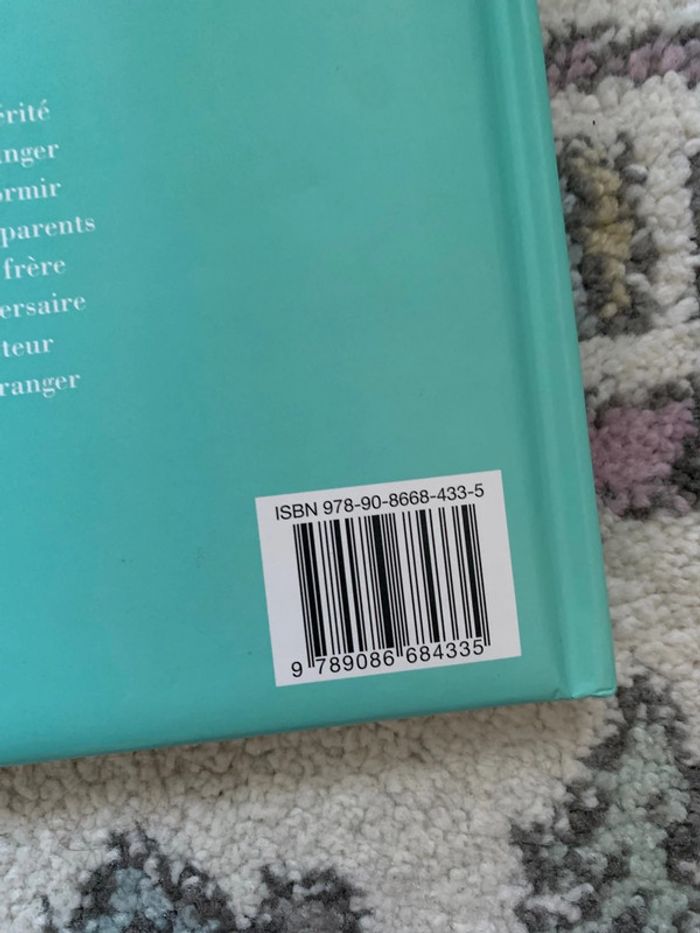 érité
nger
ormir
parents
frère
ersaire
teur
ranger
ISBN 978-90-8668-433-5
9 789086 684335